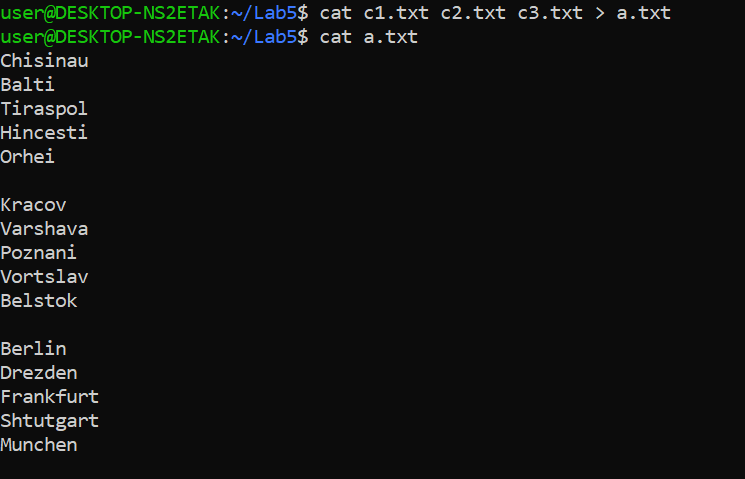 user@DESKTOP-NS2ETAK:~/Lab5$ cat c1.txt c2.txt c3.txt > a.txt
user@DESKTOP-NS2ETAK:~/Lab5$ cat a.txt
Chisinau
Balti
Tiraspol
Hincesti
Orhei

Kracov
Varshava
Poznani
Vortslav
Belstok

Berlin
Drezden
Frankfurt
Shtutgart
Munchen